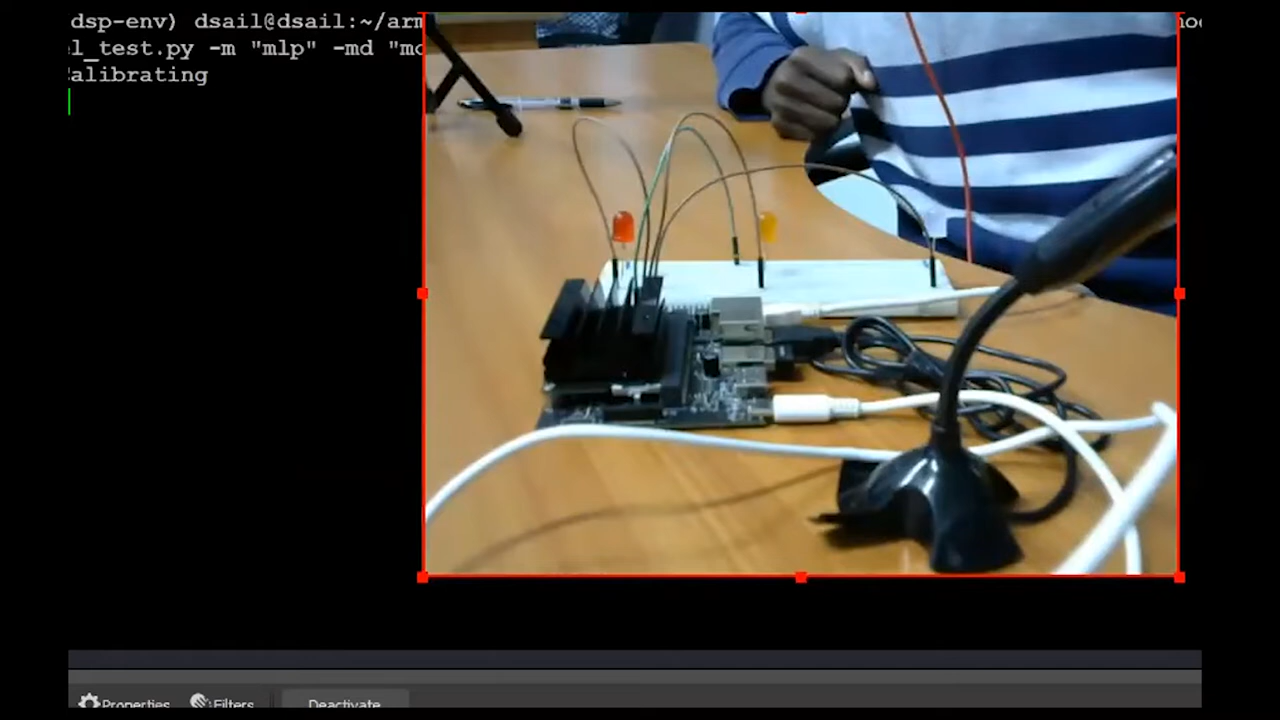 dsp-env) dsail@dsail:~/arm
l_test.py -m "mlp" -md "mo
alibrating
Properties Filters Deactivate